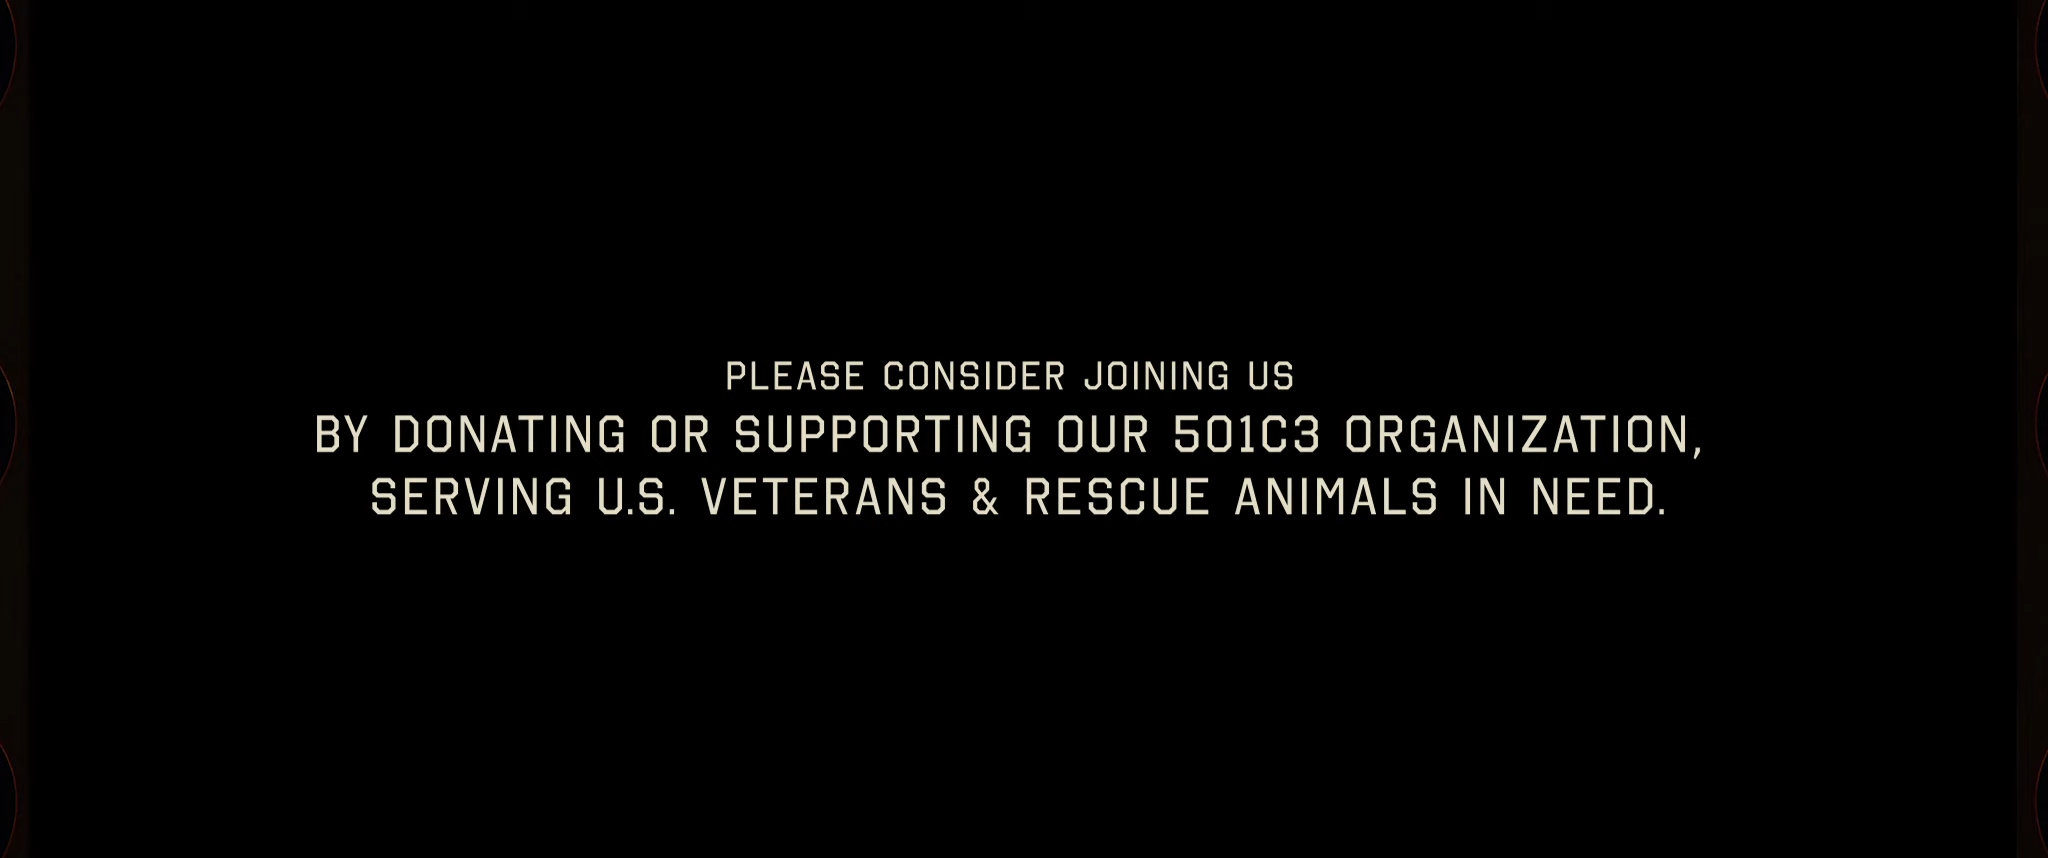 PLEASE CONSIDER JOINING US
BY DONATING OR SUPPORTING OUR 501C3 ORGANIZATION,
SERVING U.S. VETERANS & RESCUE ANIMALS IN NEED.